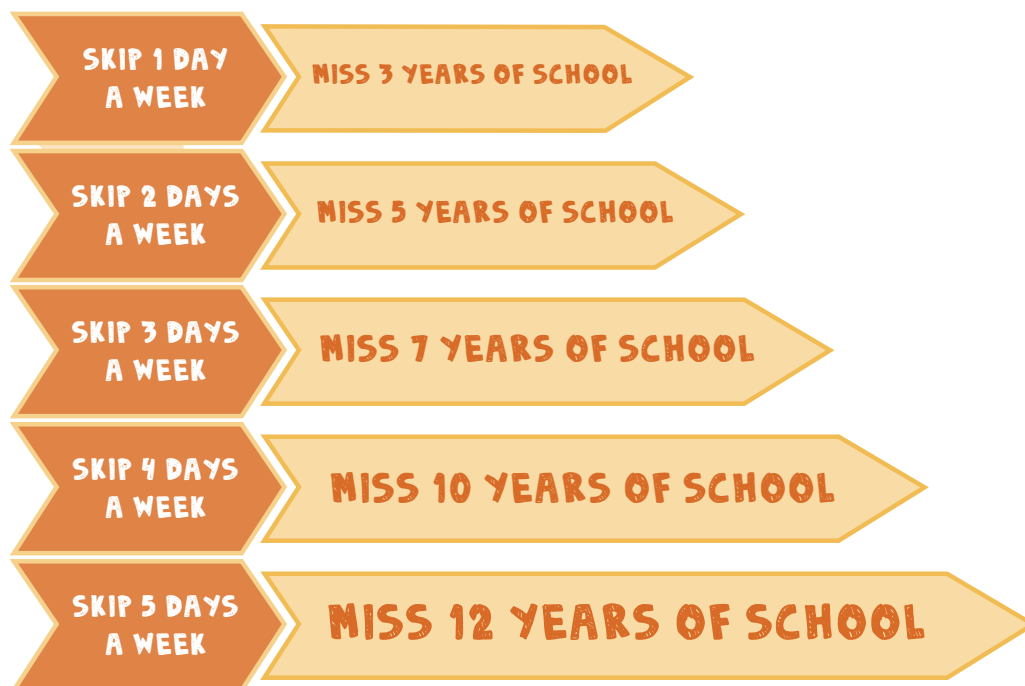 SKIP 1 DAY
A WEEK
MISS 3 YEARS OF SCHOOL
SKIP 2 DAYS
A WEEK
MISS 5 YEARS OF SCHOOL
SKIP 3 DAYS
A WEEK
MISS 7 YEARS OF SCHOOL
SKIP 4 DAYS
A WEEK
MISS 10 YEARS OF SCHOOL
SKIP 5 DAYS
A WEEK
MISS 12 YEARS OF SCHOOL